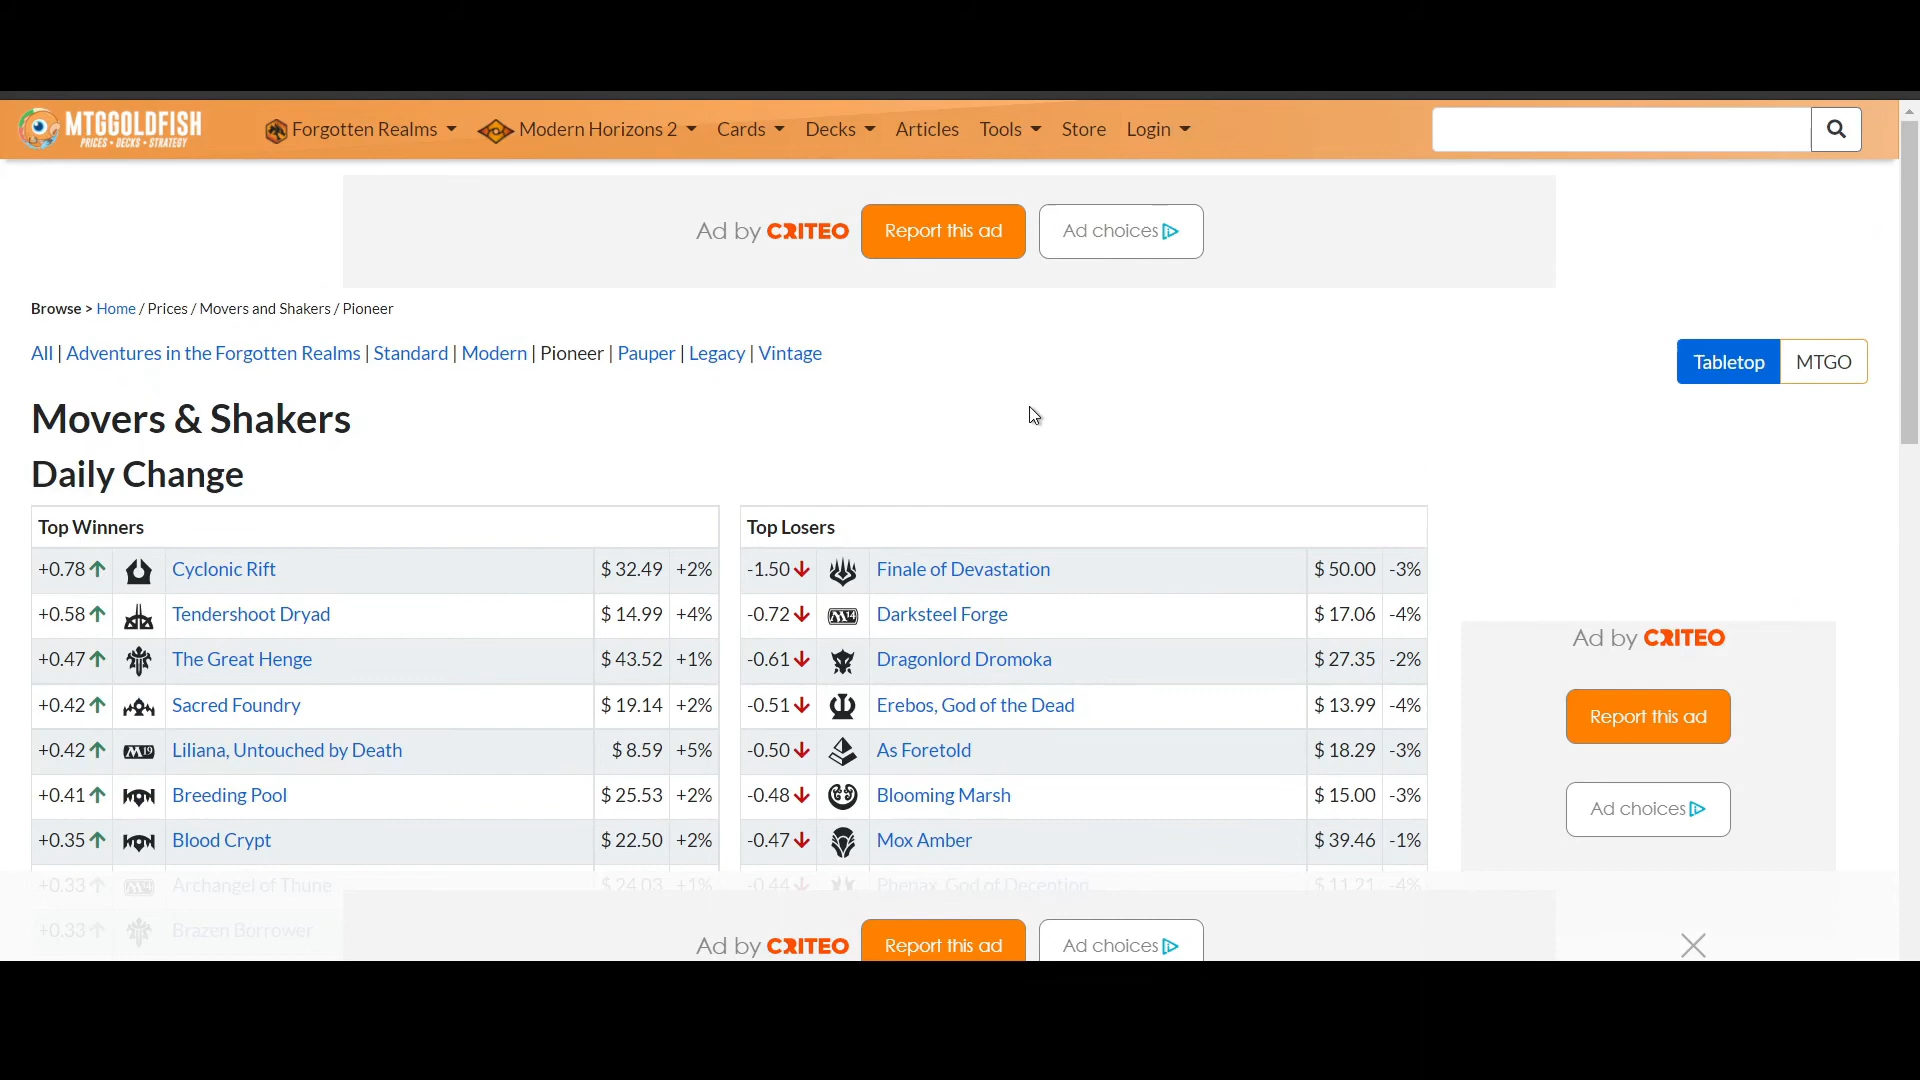 MTGGOLDFISH
PRICES • DECKS • STRATEGY
Forgotten Realms Modern Horizons 2 Cards Decks Articles Tools Store Login
Ad by CRITEO Report this ad Ad choices
Browse > Home / Prices / Movers and Shakers / Pioneer
All | Adventures in the Forgotten Realms | Standard | Modern | Pioneer | Pauper | Legacy | Vintage
Tabletop MTGO
Movers & Shakers
Daily Change
Top Winners
+0.78 Cyclonic Rift $ 32.49 +2%
+0.58 Tendershoot Dryad $ 14.99 +4%
+0.47 The Great Henge $ 43.52 +1%
+0.42 Sacred Foundry $ 19.14 +2%
+0.42 M19 Liliana, Untouched by Death $ 8.59 +5%
+0.41 Breeding Pool $ 25.53 +2%
+0.35 Blood Crypt $ 22.50 +2%
+0.33 M14 Archangel of Thune $ 24.03 +1%
+0.33 Brazen Borrower
Top Losers
-1.50 Finale of Devastation $ 50.00 -3%
-0.72 M14 Darksteel Forge $ 17.06 -4%
-0.61 Dragonlord Dromoka $ 27.35 -2%
-0.51 Erebos, God of the Dead $ 13.99 -4%
-0.50 As Foretold $ 18.29 -3%
-0.48 Blooming Marsh $ 15.00 -3%
-0.47 Mox Amber $ 39.46 -1%
-0.44 Phenax, God of Deception $ 11.21 -4%
Ad by CRITEO
Report this ad
Ad choices
Ad by CRITEO Report this ad Ad choices